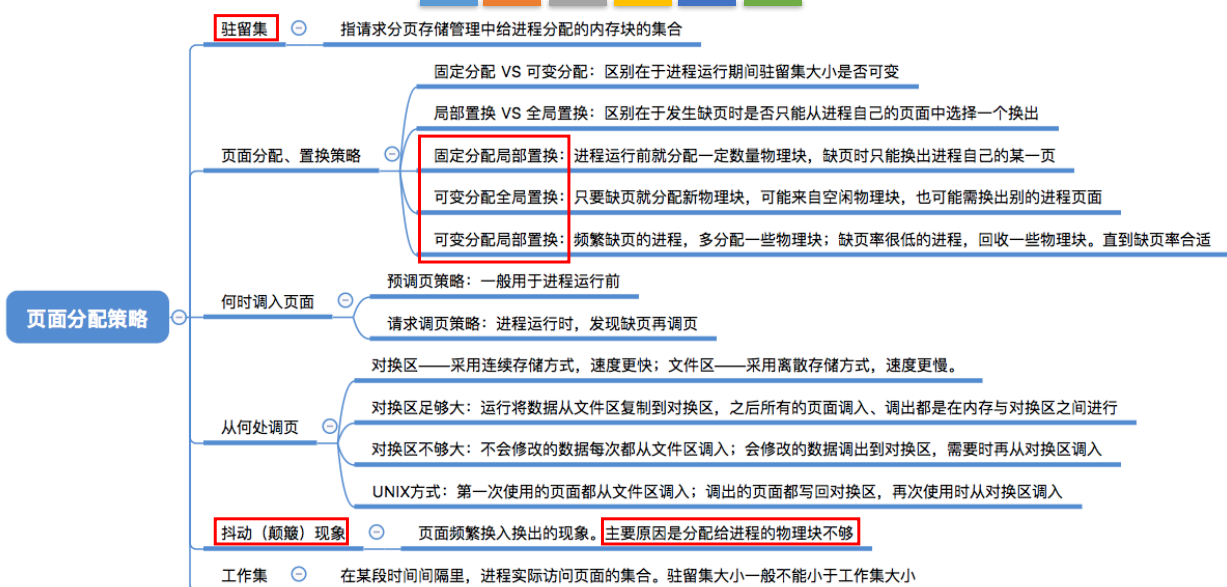 驻留集
指请求分页存储管理中给进程分配的内存块的集合
固定分配 VS 可变分配：区别在于进程运行期间驻留集大小是否可变
局部置换 VS 全局置换：区别在于发生缺页时是否只能从进程自己的页面中选择一个换出
页面分配、置换策略
固定分配局部置换：进程运行前就分配一定数量物理块，缺页时只能换出进程自己的某一页
可变分配全局置换：只要缺页就分配新物理块，可能来自空闲物理块，也可能需换出别的进程页面
可变分配局部置换：频繁缺页的进程，多分配一些物理块；缺页率很低的进程，回收一些物理块。直到缺页率合适
页面分配策略
何时调入页面
预调页策略：一般用于进程运行前
请求调页策略：进程运行时，发现缺页再调页
从何处调页
对换区——采用连续存储方式，速度更快；文件区——采用离散存储方式，速度更慢。
对换区足够大：运行将数据从文件区复制到对换区，之后所有的页面调入、调出都是在内存与对换区之间进行
对换区不够大：不会修改的数据每次都从文件区调入；会修改的数据调出到对换区，需要时再从对换区调入
UNIX方式：第一次使用的页面都从文件区调入；调出的页面都写回对换区，再次使用时从对换区调入
抖动（颠簸）现象
页面频繁换入换出的现象。主要原因是分配给进程的物理块不够
工作集
在某段时间间隔里，进程实际访问页面的集合。驻留集大小一般不能小于工作集大小